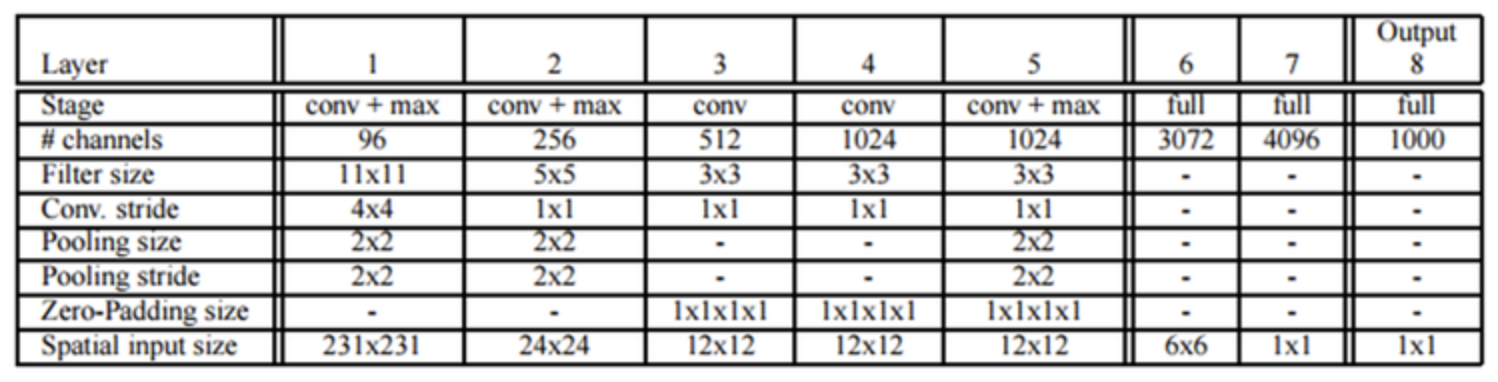 Layer 1 2 3 4 5 6 7 Output 8
Stage conv + max conv + max conv conv conv + max full full full
# channels 96 256 512 1024 1024 3072 4096 1000
Filter size 11x11 5x5 3x3 3x3 3x3 - - -
Conv. stride 4x4 1x1 1x1 1x1 1x1 - - -
Pooling size 2x2 2x2 - - 2x2 - - -
Pooling stride 2x2 2x2 - - 2x2 - - -
Zero-Padding size - - 1x1x1x1 1x1x1x1 1x1x1x1 - - -
Spatial input size 231x231 24x24 12x12 12x12 12x12 6x6 1x1 1x1